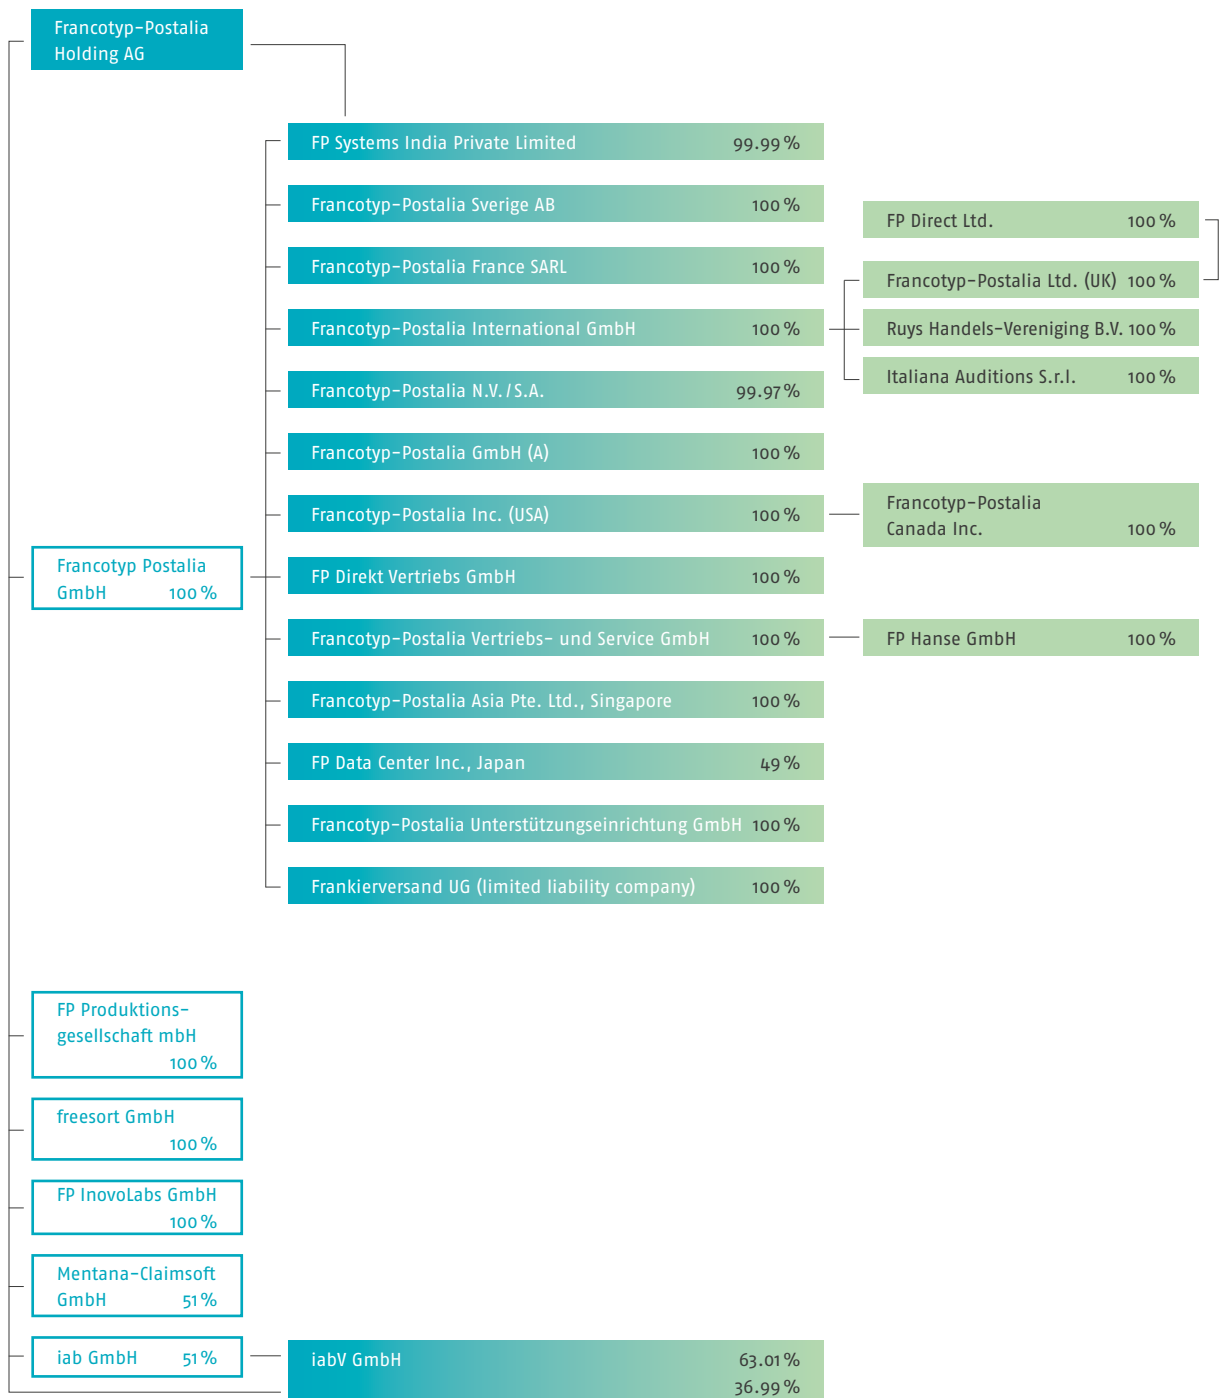 Francotyp-Postalia
Holding AG
FP Systems India Private Limited 99.99 %
Francotyp-Postalia Sverige AB 100 %
FP Direct Ltd. 100 %
Francotyp-Postalia France SARL 100 %
Francotyp-Postalia Ltd. (UK) 100 %
Francotyp-Postalia International GmbH 100 %
Ruys Handels-Vereniging B.V. 100 %
Italiana Auditions S.r.l. 100 %
Francotyp-Postalia N.V. / S.A. 99.97 %
Francotyp-Postalia GmbH (A) 100 %
Francotyp-Postalia Inc. (USA) 100 %
Francotyp-Postalia
Canada Inc. 100 %
Francotyp Postalia
GmbH 100 %
FP Direkt Vertriebs GmbH 100 %
Francotyp-Postalia Vertriebs- und Service GmbH 100 %
FP Hanse GmbH 100 %
Francotyp-Postalia Asia Pte. Ltd., Singapore 100 %
FP Data Center Inc., Japan 49 %
Francotyp-Postalia Unterstützungseinrichtung GmbH 100 %
Frankierversand UG (limited liability company) 100 %
FP Produktions-
gesellschaft mbH
100 %
freesort GmbH
100 %
FP InovoLabs GmbH
100 %
Mentana-Claimsoft
GmbH 51 %
iab GmbH 51 %
iabV GmbH 63.01 %
36.99 %